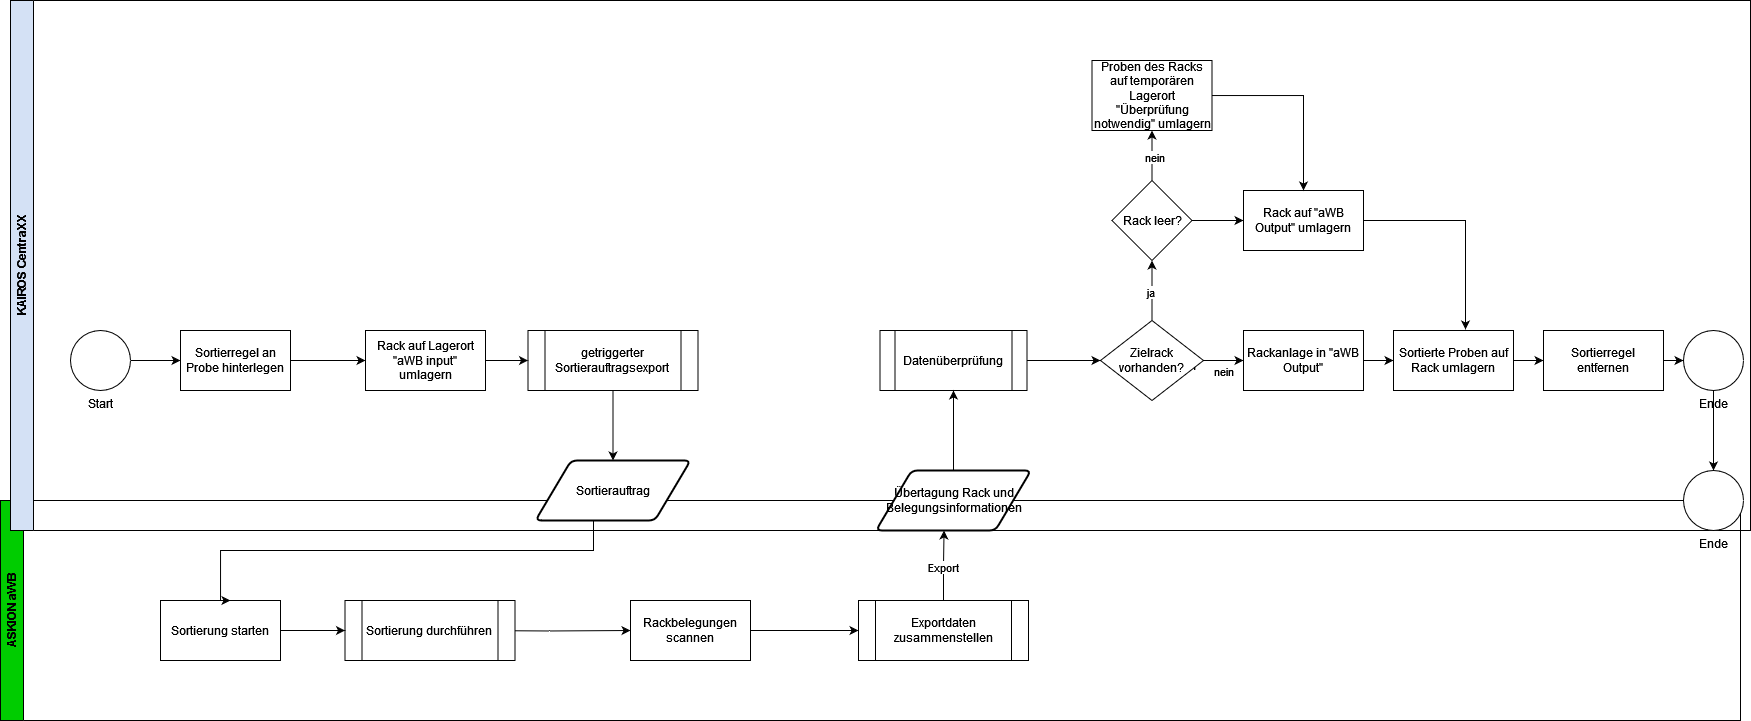 KAIROS CentraXX
Proben des Racks
auf temporären
Lagerort
"Überprüfung
notwendig" umlagern
nein
Rack leer?
Rack auf "aWB
Output" umlagern
ja
Start
Sortierregel an
Probe hinterlegen
Rack auf Lagerort
"aWB input"
umlagern
getriggerter
Sortierauftragsexport
Datenüberprüfung
Zielrack
vorhanden?
nein
Rackanlage in "aWB
Output"
Sortierte Proben auf
Rack umlagern
Sortierregel
entfernen
Ende
Sortierauftrag
Übertagung Rack und
Belegungsinformationen
Ende
ASKION aWB
Export
Sortierung starten
Sortierung durchführen
Rackbelegungen
scannen
Exportdaten
zusammenstellen